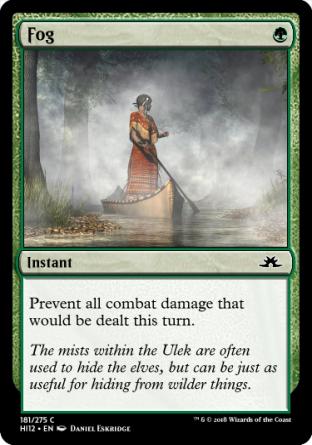 Fog
Instant
Prevent all combat damage that
would be dealt this turn.
The mists within the Ulek are often
used to hide the elves, but can be just as
useful for hiding from wilder things.
181/275 C
HI12 • EN Daniel Eskridge
™ & © 2018 Wizards of the Coast